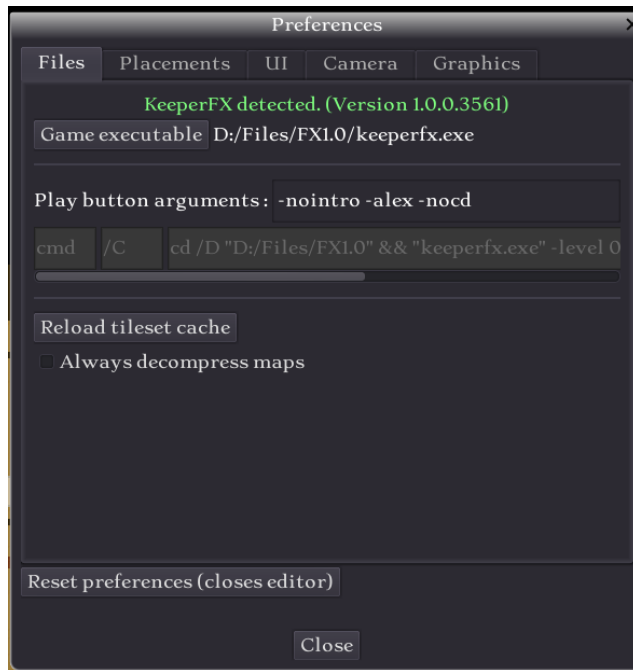 Preferences
Files Placements UI Camera Graphics
KeeperFX detected. (Version 1.0.0.3561)
Game executable D:/Files/FX1.0/keeperfx.exe
Play button arguments : -nointro -alex -nocd
cmd /C cd /D "D:/Files/FX1.0" && "keeperfx.exe" -level 0
Reload tileset cache
Always decompress maps
Reset preferences (closes editor)
Close